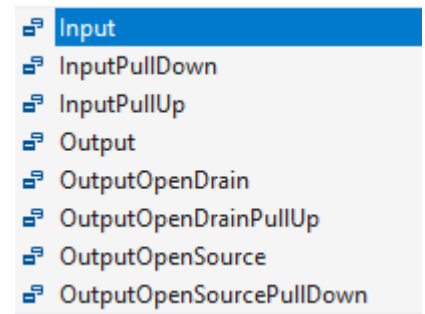 Input
InputPullDown
InputPullUp
Output
OutputOpenDrain
OutputOpenDrainPullUp
OutputOpenSource
OutputOpenSourcePullDown